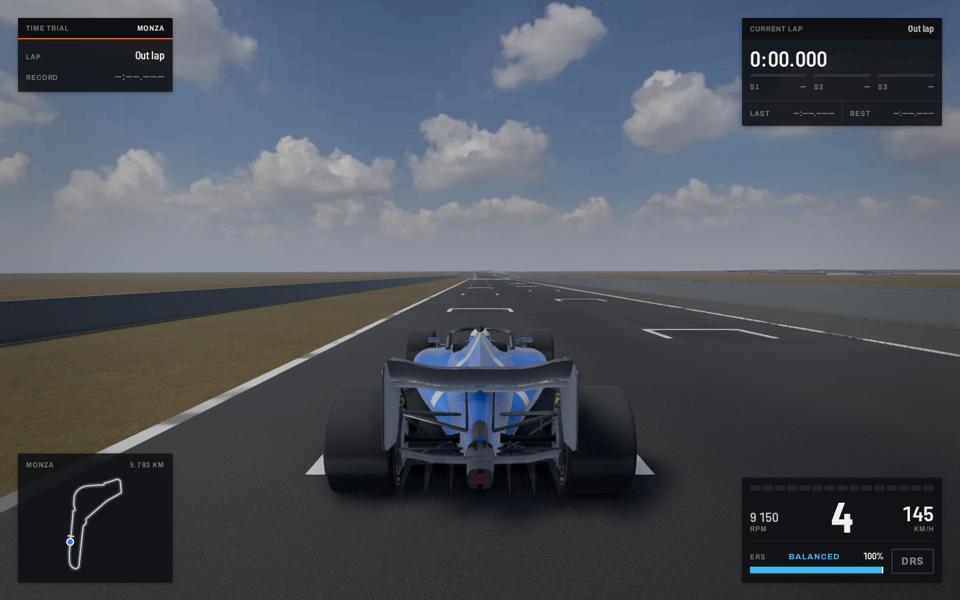 TIME TRIAL MONZA
LAP Out lap
RECORD –:––.–––
CURRENT LAP Out lap
0:00.000
S1 – S2 – S3 –
LAST –:––.––– BEST –:––.–––
MONZA 5.793 KM
9 150 RPM
4
145 KM/H
ERS BALANCED 100%
DRS